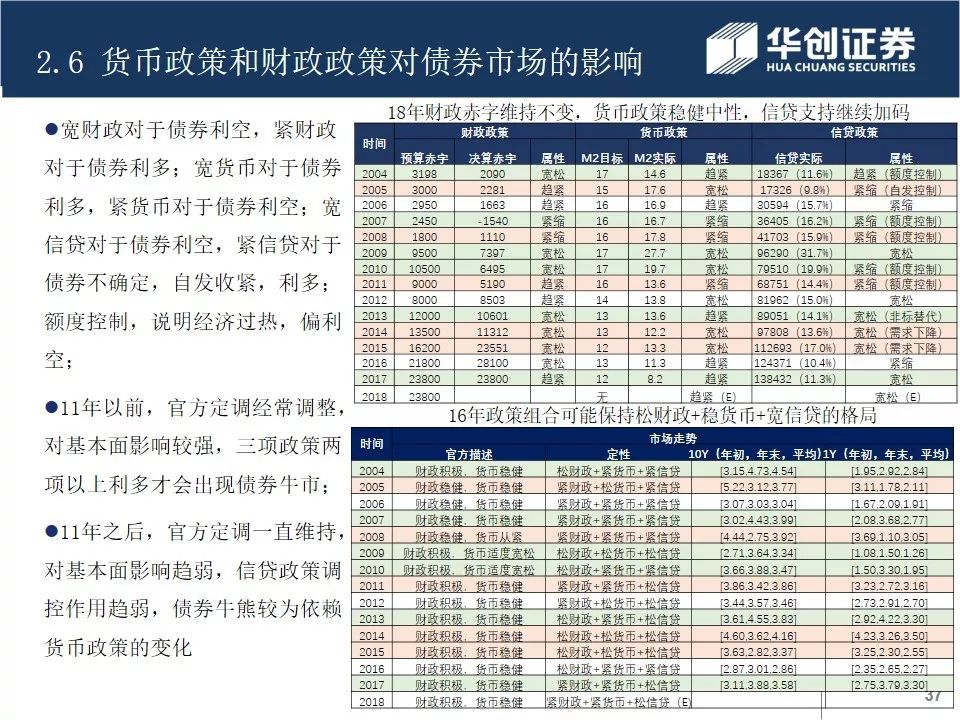 2.6 货币政策和财政政策对债券市场的影响
华创证券
HUA CHUANG SECURITIES
●宽财政对于债券利空，紧财政
对于债券利多；宽货币对于债券
利多，紧货币对于债券利空；宽
信贷对于债券利空，紧信贷对于
债券不确定，自发收紧，利多；
额度控制，说明经济过热，偏利
空；
●11年以前，官方定调经常调整，
对基本面影响较强，三项政策两
项以上利多才会出现债券牛市；
●11年之后，官方定调一直维持，
对基本面影响趋弱，信贷政策调
控作用趋弱，债券牛熊较为依赖
货币政策的变化
18年财政赤字维持不变，货币政策稳健中性，信贷支持继续加码
时间 财政政策 货币政策 信贷政策
预算赤字 决算赤字 属性 M2目标 M2实际 属性 信贷实际 属性
2004 3198 2090 宽松 17 14.6 趋紧 18367（11.6%） 趋紧（额度控制）
2005 3000 2281 趋紧 15 17.6 宽松 17326（9.8%） 紧缩（自发控制）
2006 2950 1663 趋紧 16 16.9 趋紧 30594（15.7%） 紧缩
2007 2450 -1540 紧缩 16 16.7 紧缩 36405（16.2%） 紧缩（额度控制）
2008 1800 1110 紧缩 16 17.8 紧缩 41703（15.9%） 紧缩（额度控制）
2009 9500 7397 宽松 17 27.7 宽松 96290（31.7%） 宽松
2010 10500 6495 宽松 17 19.7 宽松 79510（19.9%） 紧缩（额度控制）
2011 9000 5190 趋紧 16 13.6 紧缩 68751（14.4%） 紧缩（额度控制）
2012 8000 8503 趋紧 14 13.8 宽松 81962（15.0%） 宽松
2013 12000 10601 宽松 13 13.6 趋紧 89051（14.1%） 宽松（非标替代）
2014 13500 11312 宽松 13 12.2 宽松 97808（13.6%） 宽松（需求下降）
2015 16200 23551 宽松 12 13.3 宽松 112693（17.0%） 宽松（需求下降）
2016 21800 28100 宽松 13 11.3 趋紧 124371（10.4%） 紧缩
2017 23800 23800 趋紧 12 8.2 趋紧 138432（11.3%） 宽松
2018 23800 无 趋紧（E） 宽松（E）
16年政策组合可能保持松财政+稳货币+宽信贷的格局
时间 市场走势
官方描述 定性 10Y（年初，年末，平均） 1Y（年初，年末，平均）
2004 财政积极．货币稳健 松财政+紧货币+紧信贷 [3.15,4.73,4.54] [1.95,2.92,2.84]
2005 财政稳健．货币稳健 紧财政+松货币+紧信贷 [5.22,3.12,3.77] [3.11,1.78,2.11]
2006 财政稳健．货币稳健 紧财政+紧货币+紧信贷 [3.07,3.03,3.04] [1.67,2.09,1.91]
2007 财政稳健．货币稳健 紧财政+紧货币+紧信贷 [3.02,4.43,3.99] [2.08,3.68,2.77]
2008 财政稳健．货币从紧 紧财政+紧货币+紧信贷 [4.44,2.75,3.92] [3.69,1.10,3.05]
2009 财政积极．货币适度宽松 松财政+松货币+松信贷 [2.71,3.64,3.34] [1.08,1.50,1.26]
2010 财政积极．货币适度宽松 松财政+松货币+紧信贷 [3.66,3.88,3.47] [1.50,3.30,1.95]
2011 财政积极．货币稳健 紧财政+紧货币+紧信贷 [3.86,3.42,3.86] [3.23,2.72,3.16]
2012 财政积极．货币稳健 紧财政+松货币+松信贷 [3.44,3.57,3.46] [2.73,2.91,2.70]
2013 财政积极．货币稳健 松财政+紧货币+松信贷 [3.61,4.55,3.83] [2.92,4.22,3.30]
2014 财政积极．货币稳健 松财政+松货币+松信贷 [4.60,3.62,4.16] [4.23,3.26,3.50]
2015 财政积极．货币稳健 松财政+松货币+松信贷 [3.63,2.82,3.37] [3.25,2.30,2.55]
2016 财政积极．货币稳健 松财政+紧货币+紧信贷 [2.87,3.01,2.86] [2.35,2.65,2.27]
2017 财政积极．货币稳健 紧财政+紧货币+松信贷 [3.11,3.88,3.58] [2.75,3.79,3.30]
2018 财政积极．货币稳健 紧财政+紧货币+松信贷（E）
37